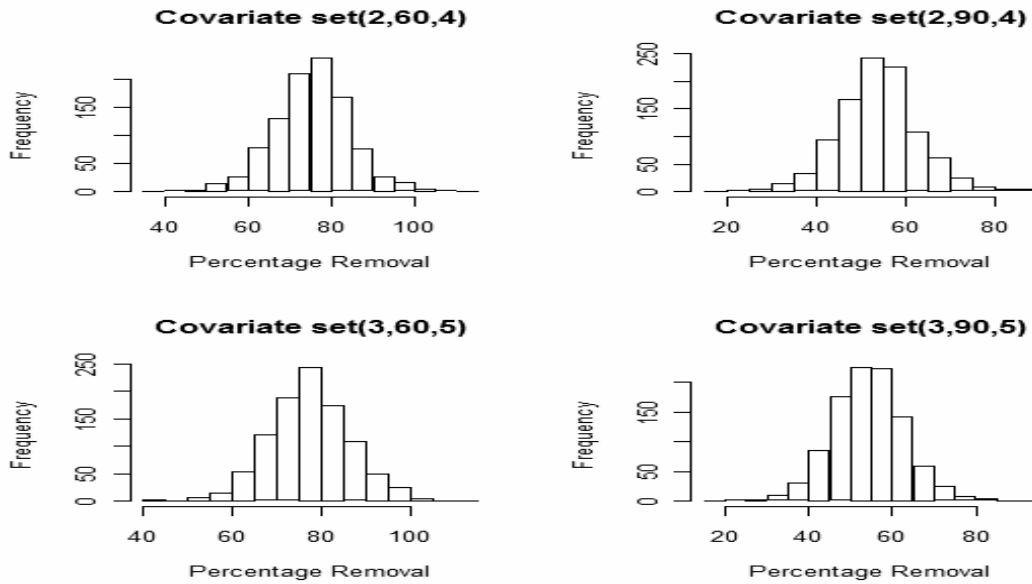 Covariate set(2,60,4)
Frequency
0 50 150
40 60 80 100
Percentage Removal
Covariate set(2,90,4)
Frequency
0 50 150 250
20 40 60 80
Percentage Removal
Covariate set(3,60,5)
Frequency
0 50 150 250
40 60 80 100
Percentage Removal
Covariate set(3,90,5)
Frequency
0 50 150
20 40 60 80
Percentage Removal